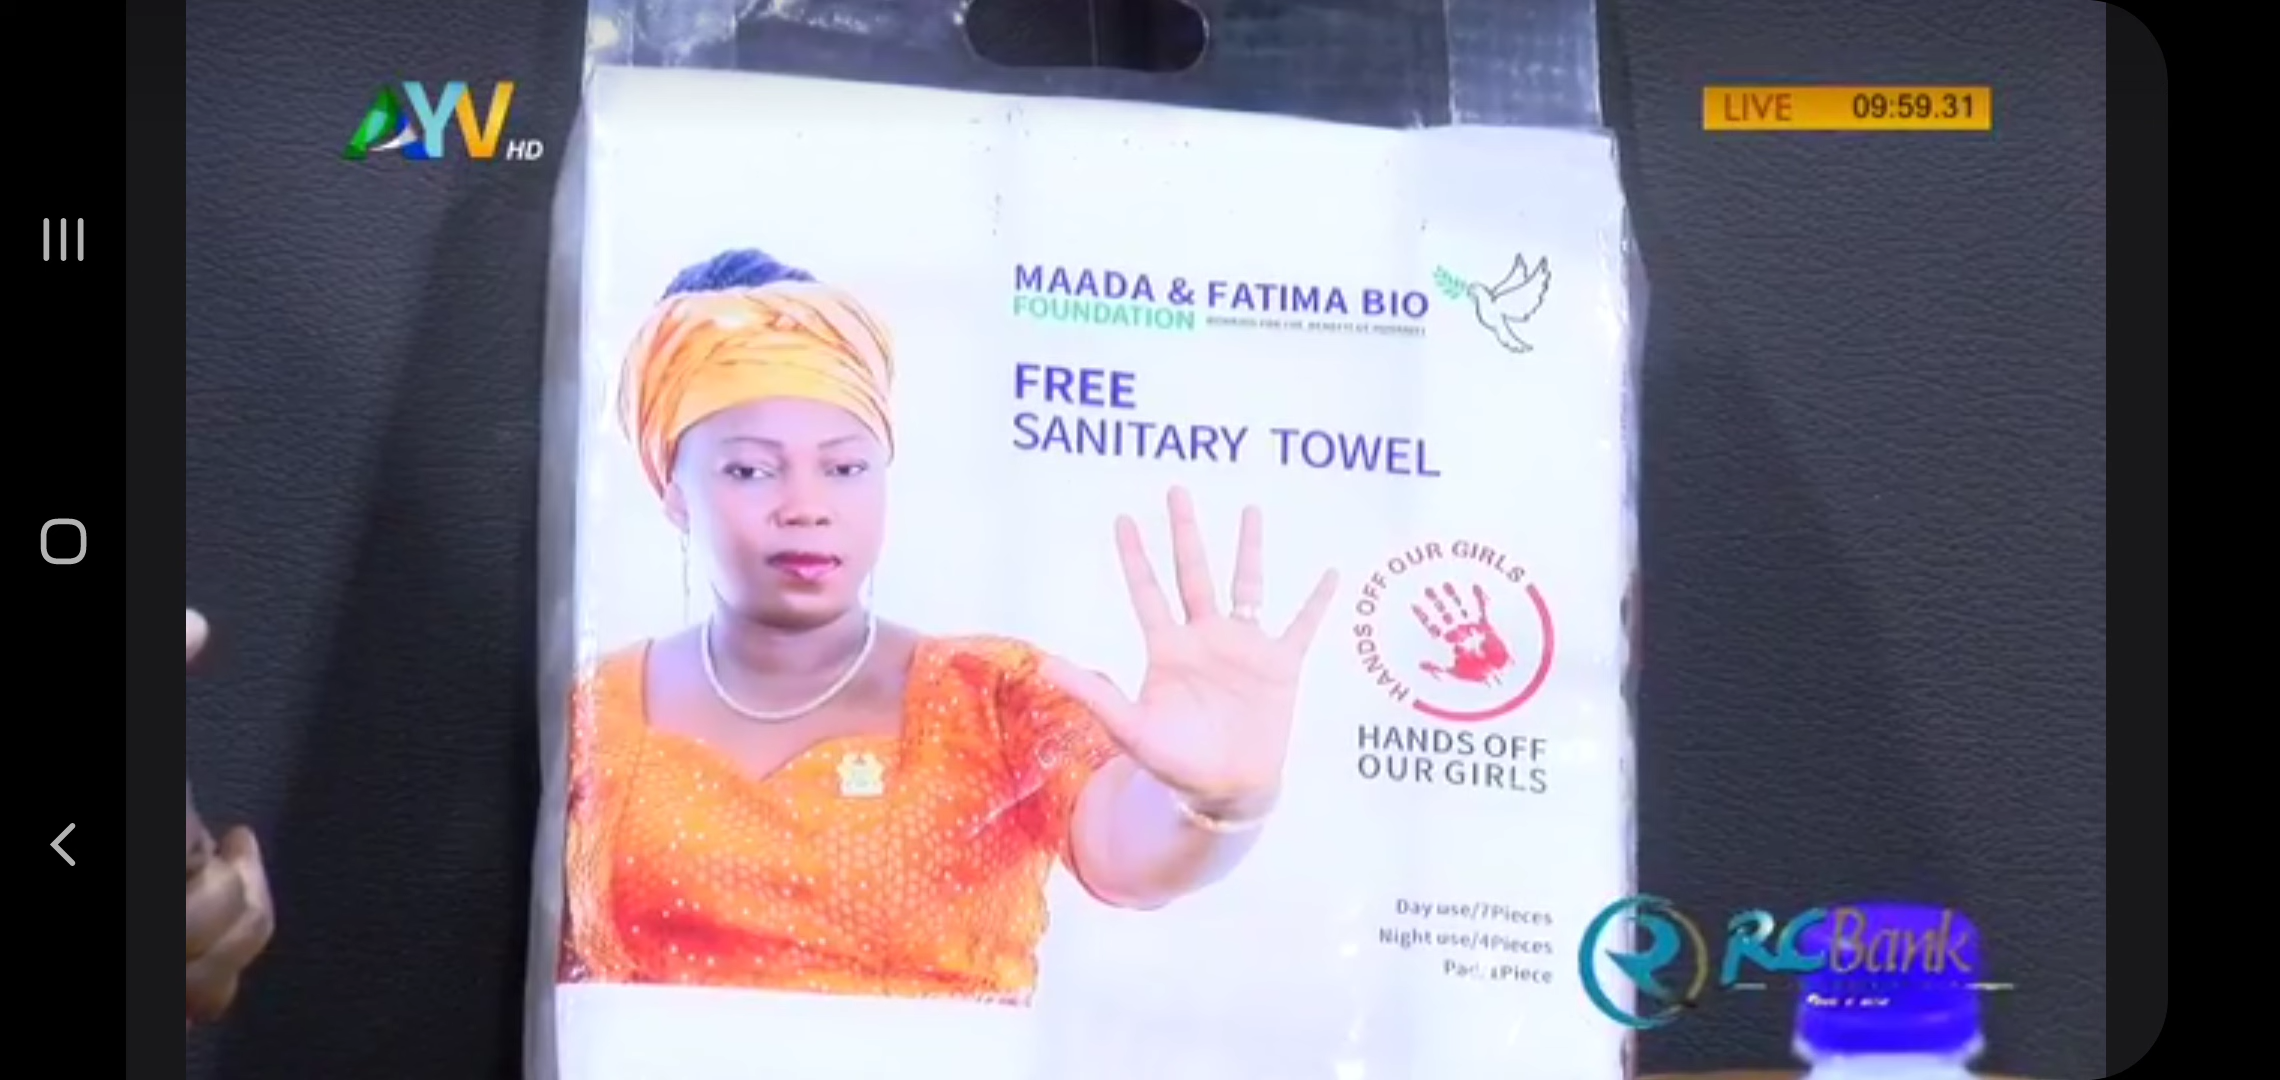 AYV HD
LIVE 09:59.31
MAADA & FATIMA BIO
FOUNDATION
FREE
SANITARY TOWEL
HANDS OFF OUR GIRLS
HANDS OFF
OUR GIRLS
Day use/7Pieces
Night use/4Pieces
1Piece
RCBank